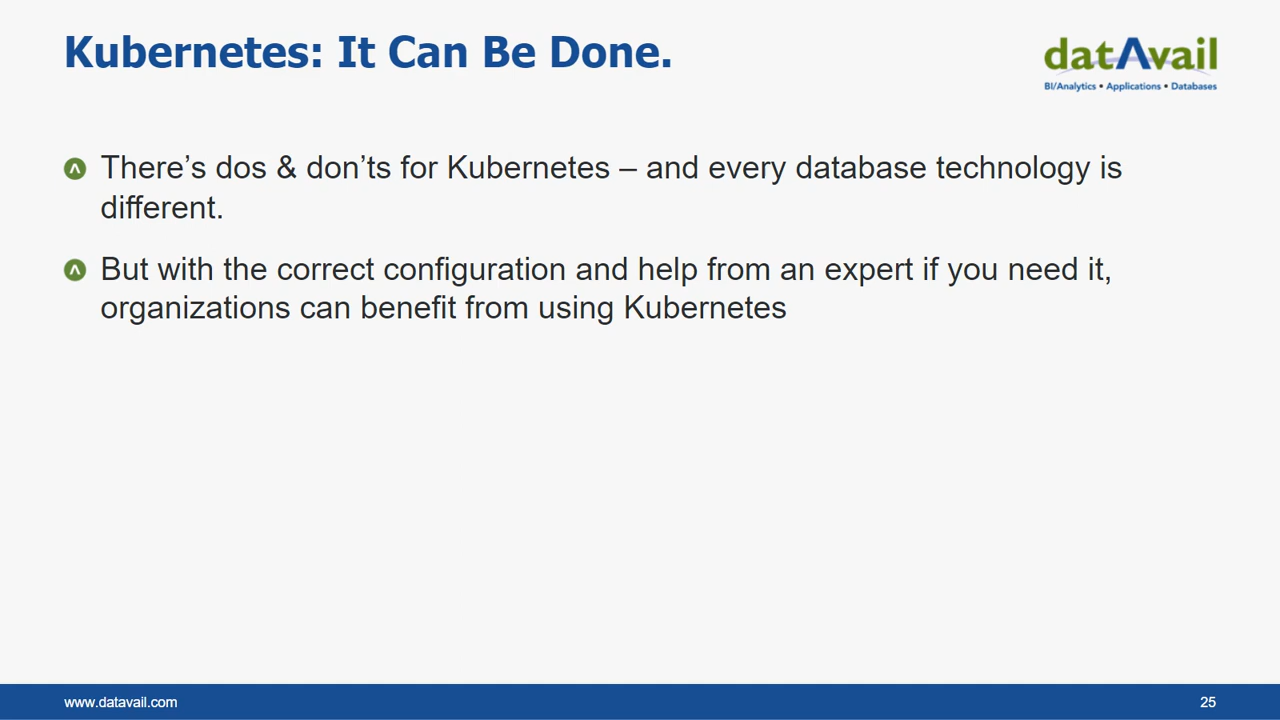 Kubernetes: It Can Be Done.
datAvail
BI/Analytics • Applications • Databases
There’s dos & don’ts for Kubernetes – and every database technology is
different.
But with the correct configuration and help from an expert if you need it,
organizations can benefit from using Kubernetes
www.datavail.com
25